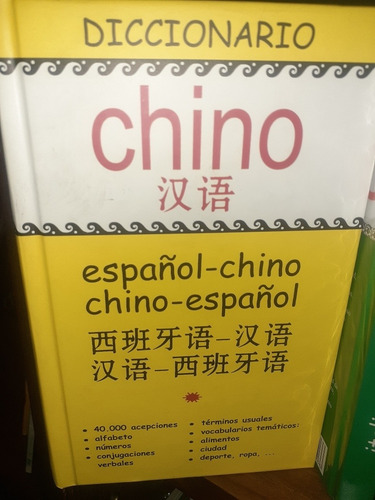 DICCIONARIO
chino
汉语
español-chino
chino-español
西班牙语-汉语
汉语-西班牙语
• 40.000 acepciones
• alfabeto
• números
• conjugaciones
verbales
• términos usuales
• vocabularios temáticos:
• alimentos
• ciudad
• deporte, ropa, ...